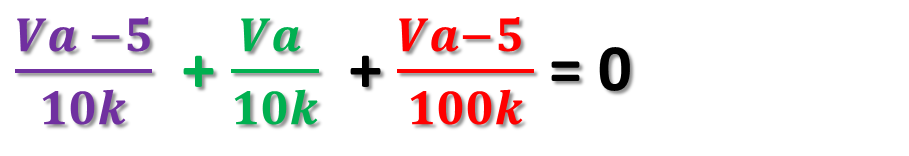 (Va − 5)/10k + Va/10k + (Va−5)/100k = 0